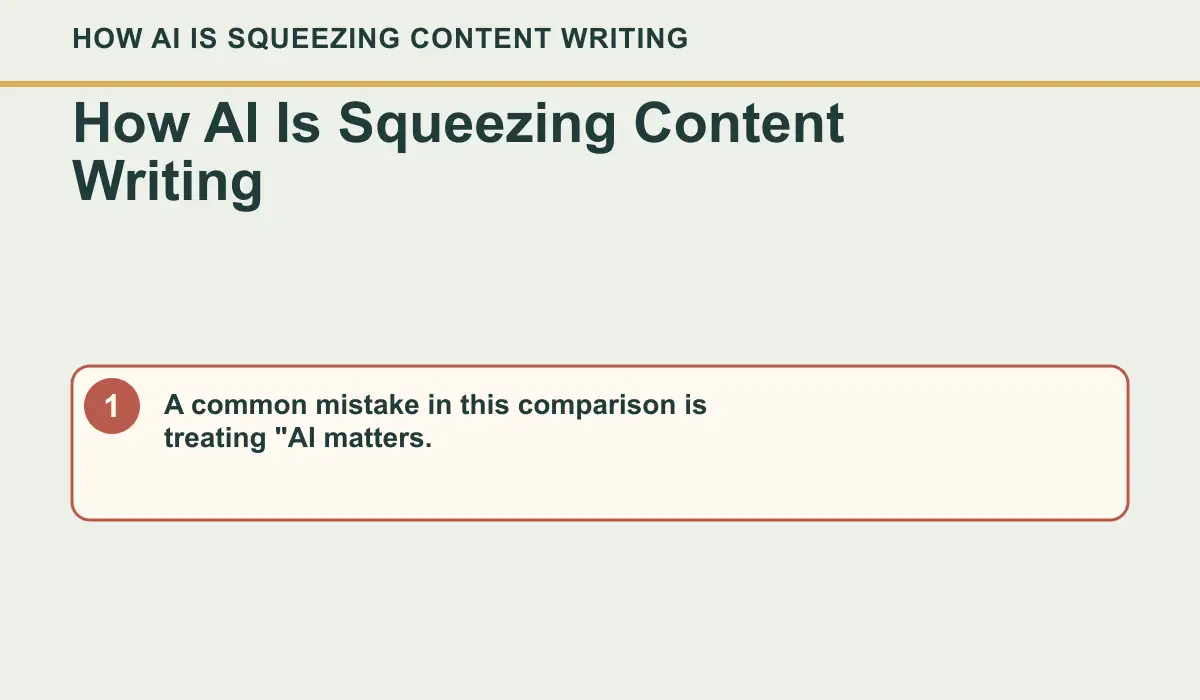 HOW AI IS SQUEEZING CONTENT WRITING
How AI Is Squeezing Content
Writing
1
A common mistake in this comparison is
treating "AI matters.